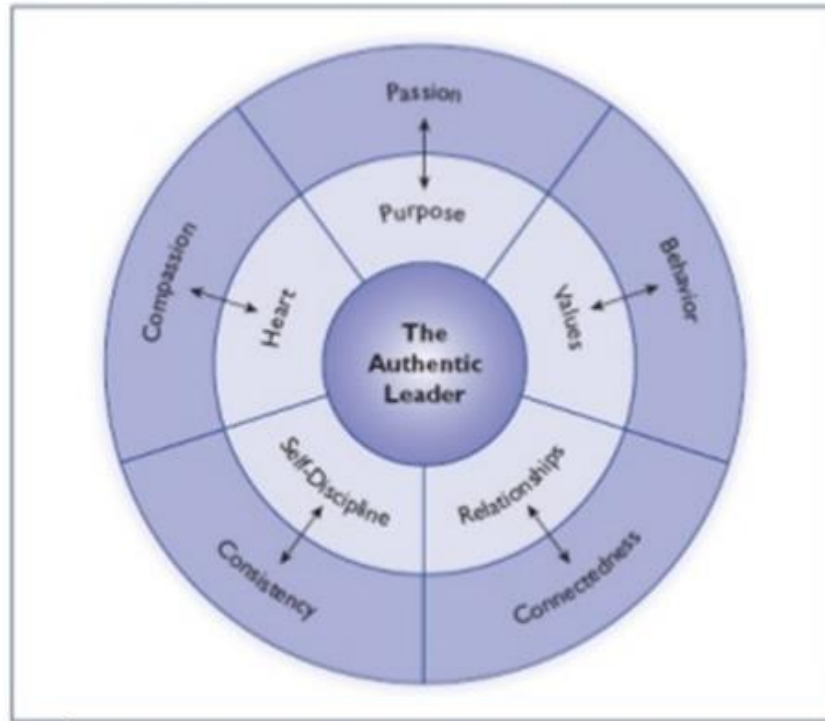 Passion
Purpose
Compassion
Heart
Values
Behavior
The
Authentic
Leader
Self-Discipline
Relationships
Consistency
Connectedness